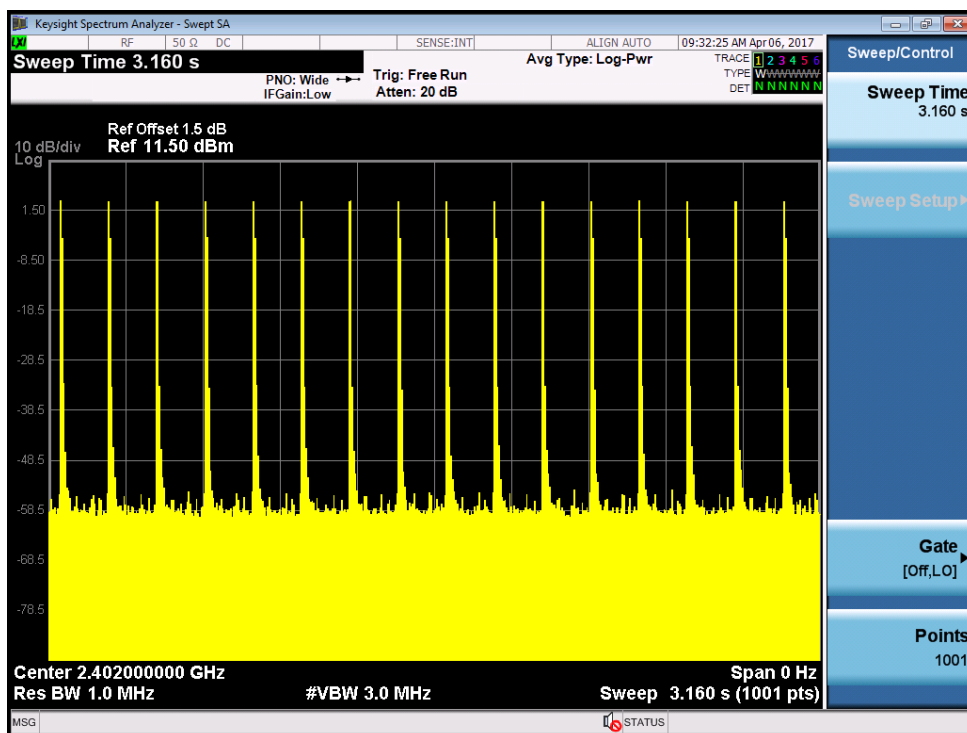 Keysight Spectrum Analyzer - Swept SA
LXI RF 50 Ω DC SENSE:INT ALIGN AUTO 09:32:25 AM Apr 06, 2017
Sweep Time 3.160 s
PNO: Wide
IFGain:Low
Trig: Free Run
Atten: 20 dB
Avg Type: Log-Pwr
TRACE 1 2 3 4 5 6
TYPE WWWWWWW
DET N N N N N N
Sweep/Control
Sweep Time
3.160 s
Sweep Setup
Gate
[Off,LO]
Points
1001
Ref Offset 1.5 dB
10 dB/div Ref 11.50 dBm
Log
1.50
-8.50
-18.5
-28.5
-38.5
-48.5
-58.5
-68.5
-78.5
Center 2.402000000 GHz Span 0 Hz
Res BW 1.0 MHz #VBW 3.0 MHz Sweep 3.160 s (1001 pts)
MSG STATUS